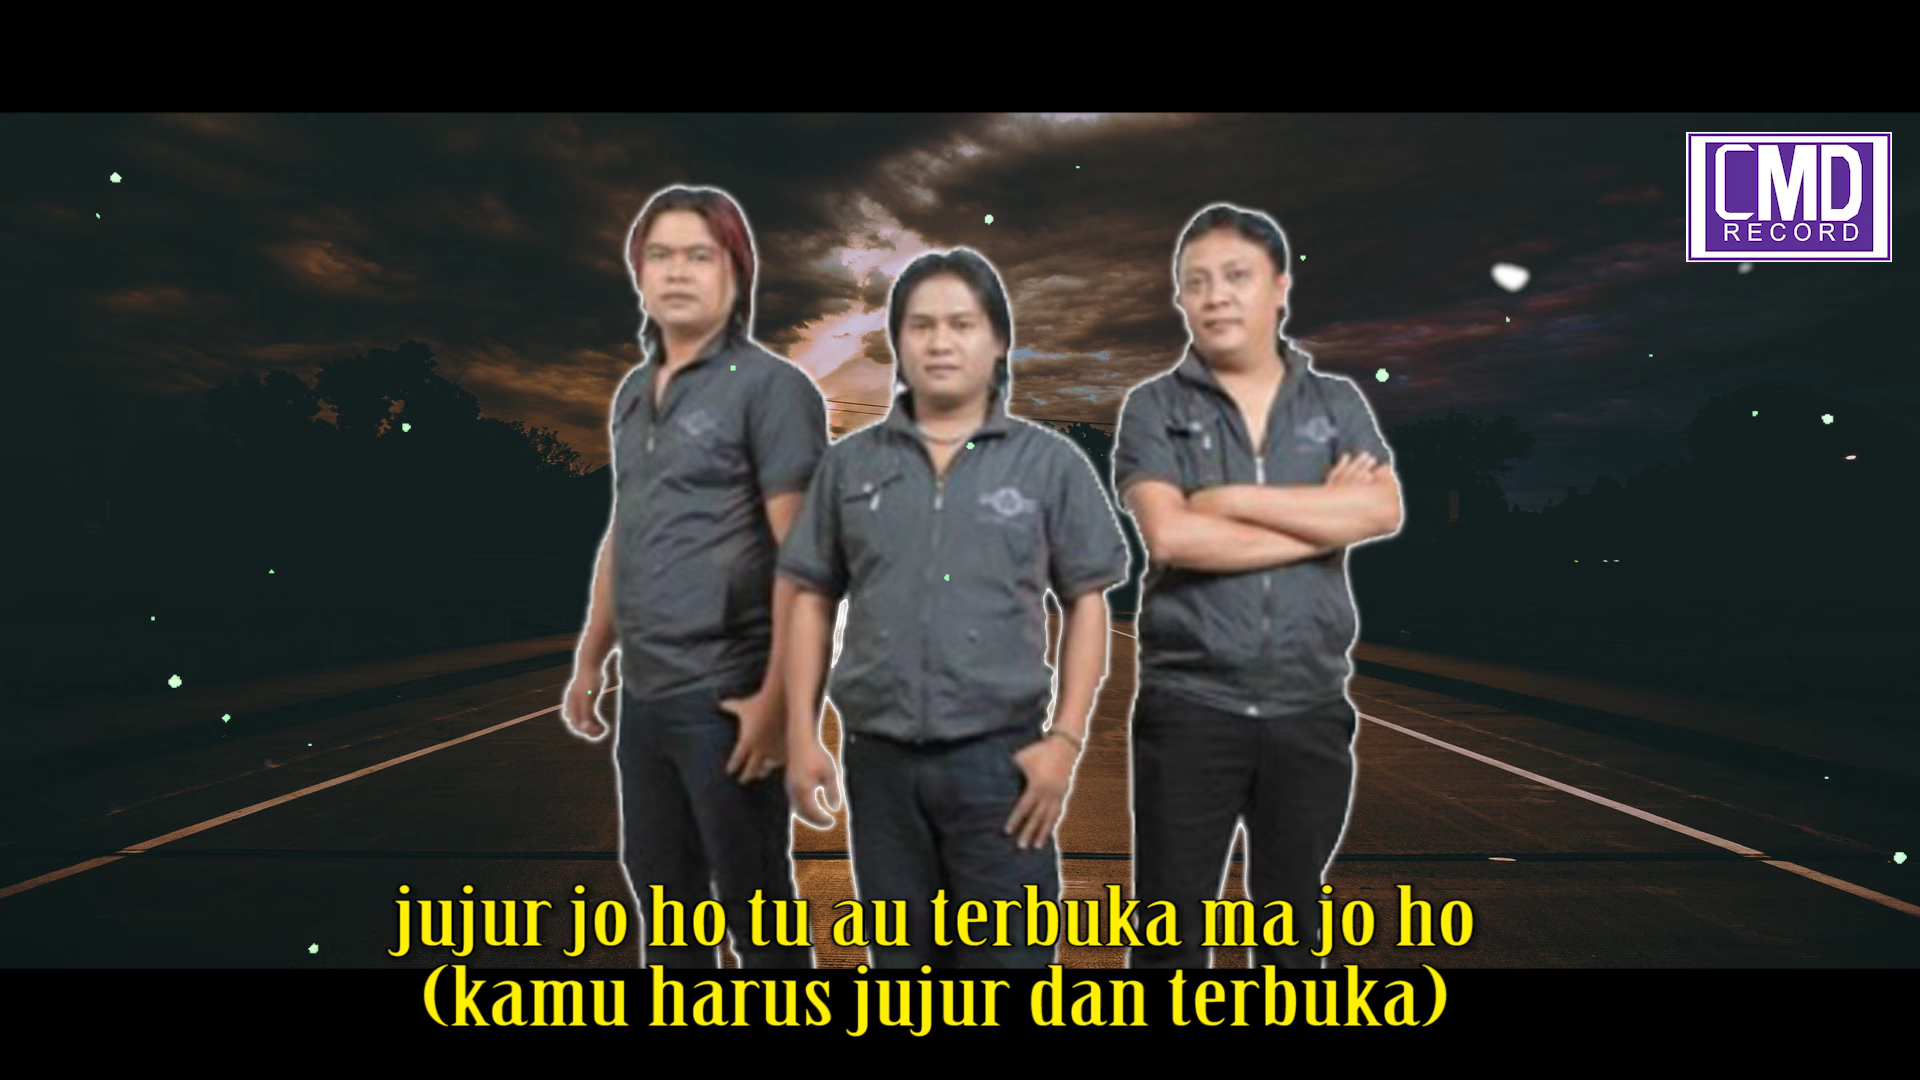 CMD
RECORD
jujur jo ho tu au terbuka ma jo ho
(kamu harus jujur dan terbuka)